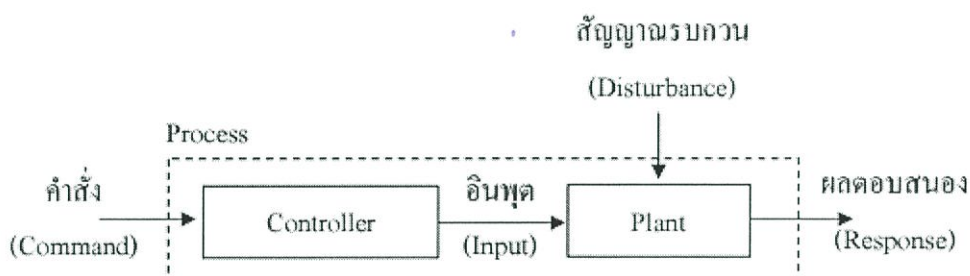 สัญญาณรบกวน
(Disturbance)
Process
คำสั่ง
(Command)
Controller
อินพุต
(Input)
Plant
ผลตอบสนอง
(Response)